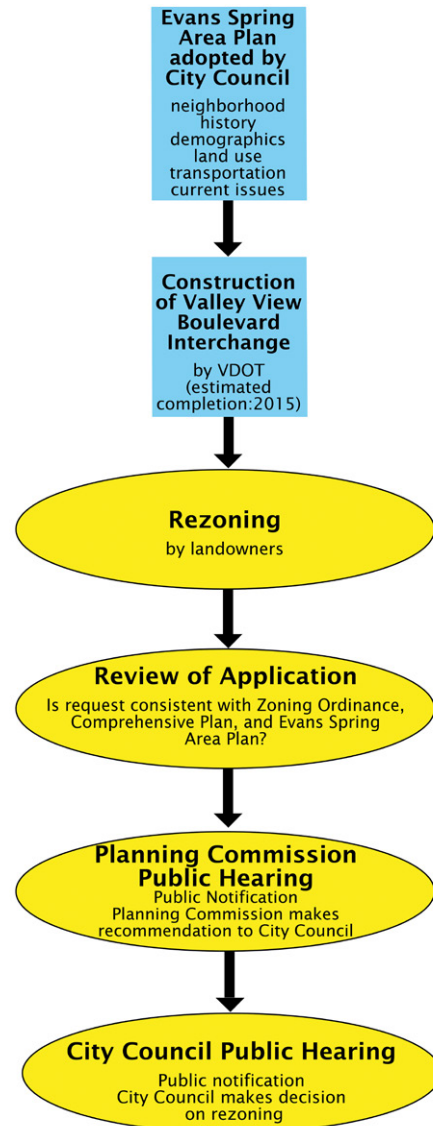 Evans Spring
Area Plan
adopted by
City Council
neighborhood
history
demographics
land use
transportation
current issues
Construction
of Valley View
Boulevard
Interchange
by VDOT
(estimated
completion:2015)
Rezoning
by landowners
Review of Application
Is request consistent with Zoning Ordinance,
Comprehensive Plan, and Evans Spring
Area Plan?
Planning Commission
Public Hearing
Public Notification
Planning Commission makes
recommendation to City Council
City Council Public Hearing
Public notification
City Council makes decision
on rezoning